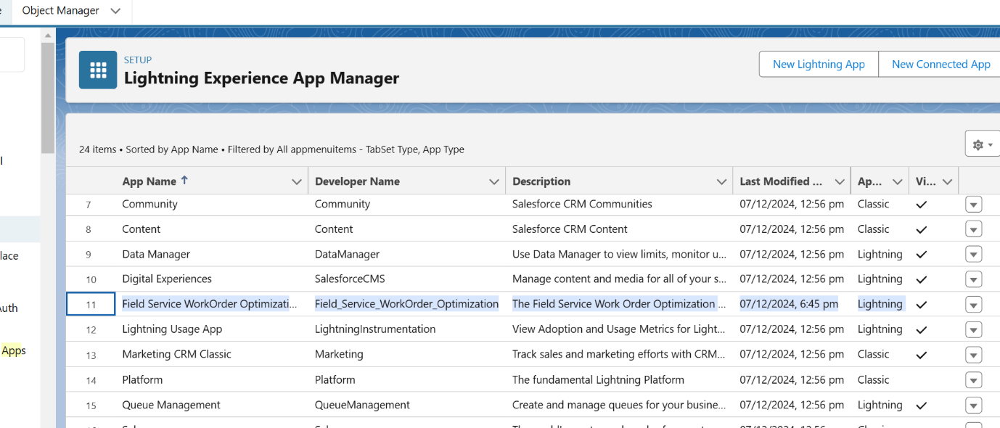 Object Manager
SETUP
Lightning Experience App Manager
New Lightning App
New Connected App
24 items • Sorted by App Name • Filtered by All appmenuitems - TabSet Type, App Type
App Name ↑ Developer Name Description Last Modified ... Ap... Vi...
7 Community Community Salesforce CRM Communities 07/12/2024, 12:56 pm Classic
8 Content Content Salesforce CRM Content 07/12/2024, 12:56 pm Classic
9 Data Manager DataManager Use Data Manager to view limits, monitor u... 07/12/2024, 12:56 pm Lightning
lace
10 Digital Experiences SalesforceCMS Manage content and media for all of your s... 07/12/2024, 12:56 pm Lightning
11 Field Service WorkOrder Optimizati... Field_Service_WorkOrder_Optimization The Field Service Work Order Optimization ... 07/12/2024, 6:45 pm Lightning
Auth
12 Lightning Usage App LightningInstrumentation View Adoption and Usage Metrics for Light... 07/12/2024, 12:56 pm Lightning
Apps
13 Marketing CRM Classic Marketing Track sales and marketing efforts with CRM... 07/12/2024, 12:56 pm Classic
14 Platform Platform The fundamental Lightning Platform 07/12/2024, 12:56 pm Classic
15 Queue Management QueueManagement Create and manage queues for your busine... 07/12/2024, 12:56 pm Lightning